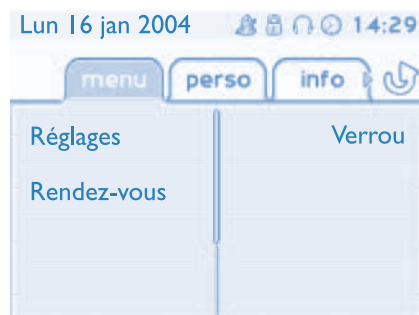 Lun 16 jan 2004 14:29
menu perso info
Réglages Verrou
Rendez-vous